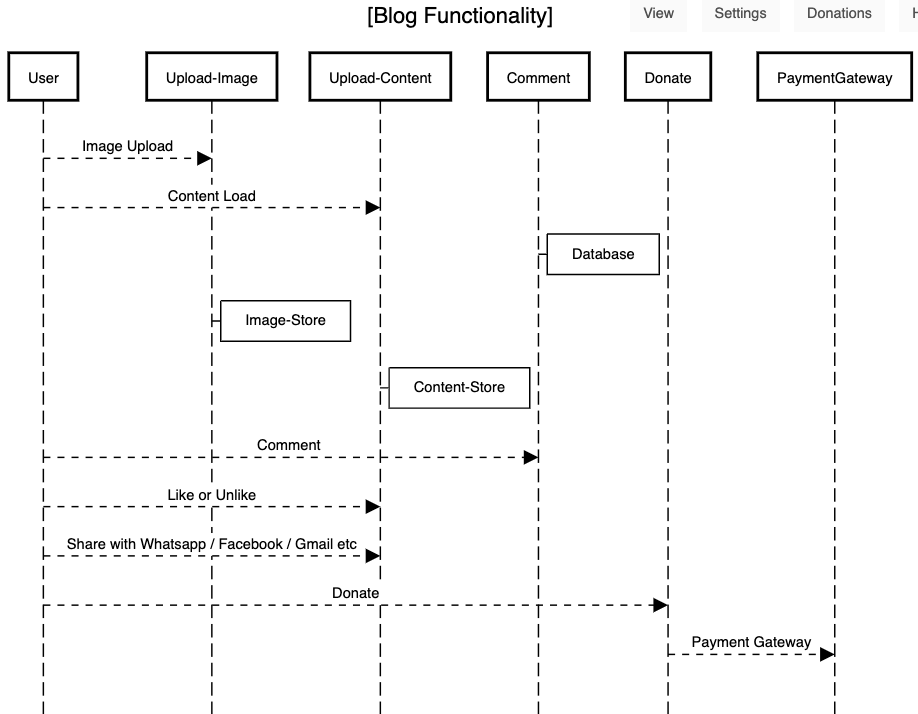 [Blog Functionality]
View
Settings
Donations
H
User
Upload-Image
Upload-Content
Comment
Donate
PaymentGateway
Image Upload
Content Load
Database
Image-Store
Content-Store
Comment
Like or Unlike
Share with Whatsapp / Facebook / Gmail etc
Donate
Payment Gateway